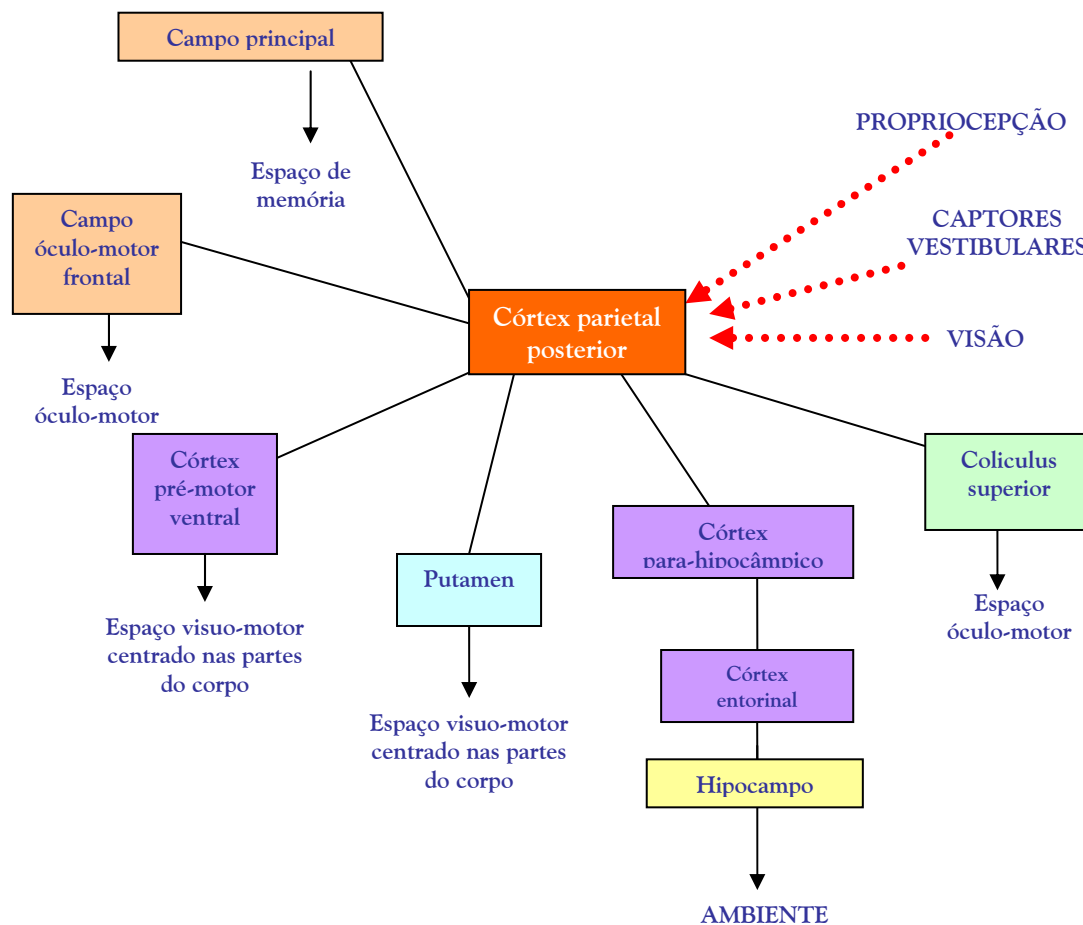 Campo principal
PROPRIOCEPÇÃO
Espaço de
memória
Campo
óculo-motor
frontal
CAPTORES
VESTIBULARES
Córtex parietal
posterior
VISÃO
Espaço
óculo-motor
Córtex
pré-motor
ventral
Coliculus
superior
Córtex
para-hipocâmpico
Putamen
Espaço
óculo-motor
Espaço visuo-motor
centrado nas partes
do corpo
Córtex
entorinal
Espaço visuo-motor
centrado nas partes
do corpo
Hipocampo
AMBIENTE